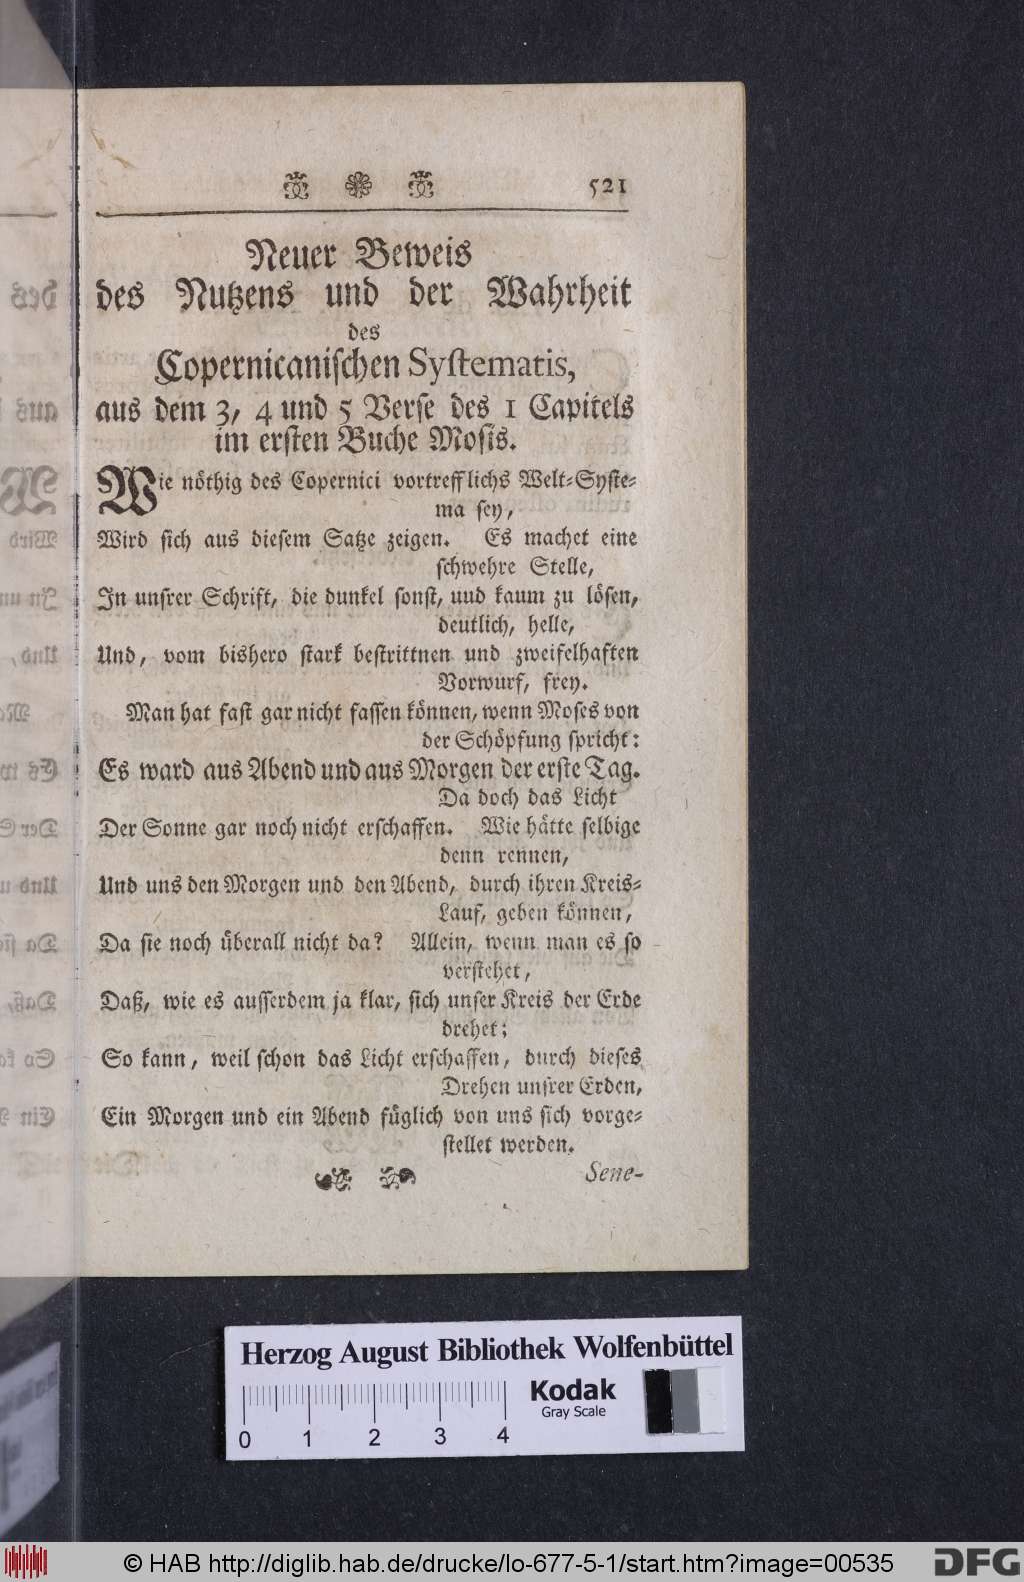 521
Neuer Beweis
des Nutzens und der Wahrheit
des
Copernicanischen Systematis,
aus dem 3, 4 und 5 Verse des 1 Capitels
im ersten Buche Mosis.
Wie nöthig des Copernici vortrefflichs Welt-Syste-
ma sey,
Wird sich aus diesem Satze zeigen. Es machet eine
schwehre Stelle,
In unsrer Schrift, die dunkel sonst, uud kaum zu lösen,
deutlich, helle,
Und, vom bishero stark bestrittnen und zweifelhaften
Vorwurf, frey.
Man hat fast gar nicht fassen können, wenn Moses von
der Schöpfung spricht:
Es ward aus Abend und aus Morgen der erste Tag.
Da doch das Licht
Der Sonne gar noch nicht erschaffen. Wie hätte selbige
denn rennen,
Und uns den Morgen und den Abend, durch ihren Kreis-
Lauf, geben können,
Da sie noch überall nicht da? Allein, wenn man es so
verstehet,
Daß, wie es ausserdem ja klar, sich unser Kreis der Erde
drehet;
So kann, weil schon das Licht erschaffen, durch dieses
Drehen unsrer Erden,
Ein Morgen und ein Abend füglich von uns sich vorge-
stellet werden.
Sene-
Herzog August Bibliothek Wolfenbüttel
Kodak
Gray Scale
0 1 2 3 4
© HAB http://diglib.hab.de/drucke/lo-677-5-1/start.htm?image=00535
DFG